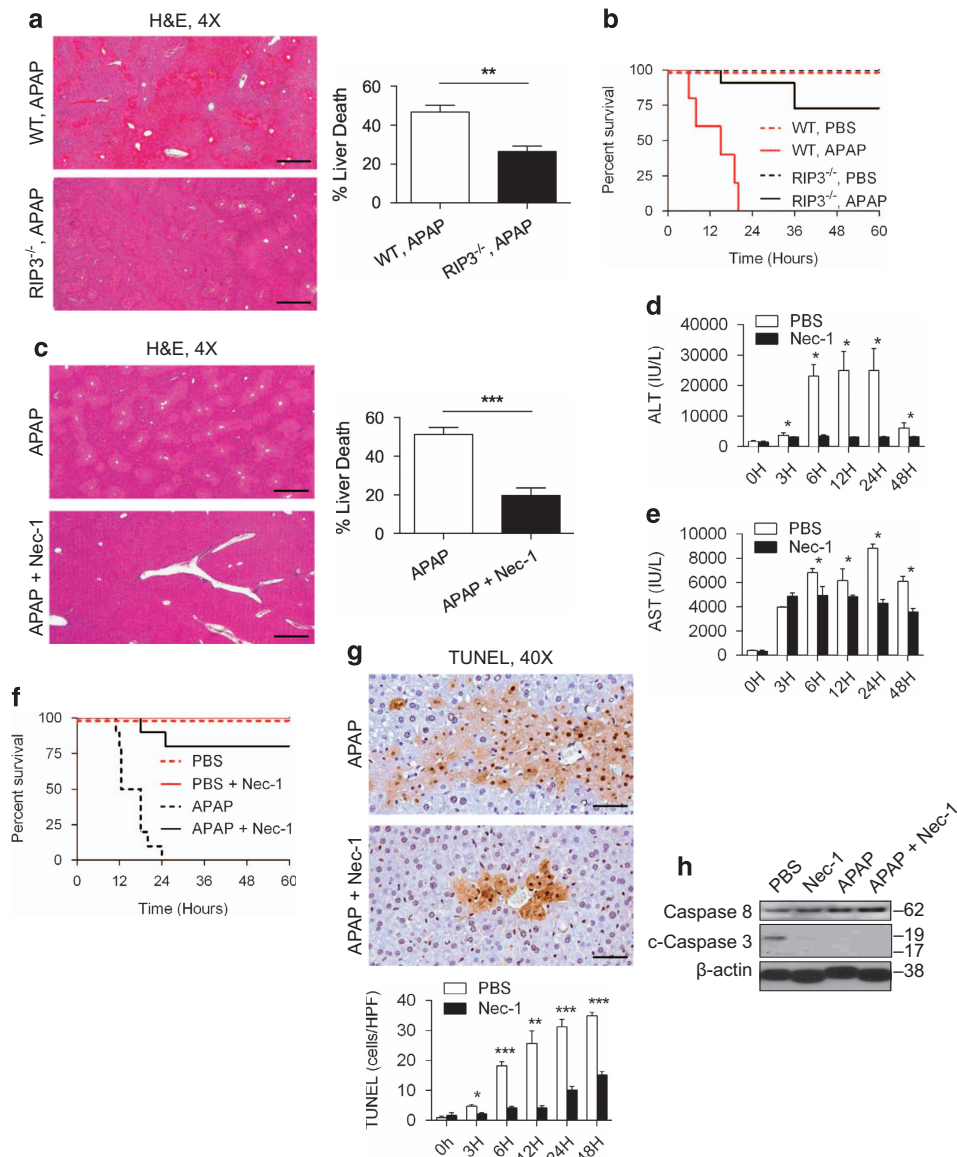 a
H&E, 4X
WT, APAP
RIP3-/-, APAP
% Liver Death
60
40
20
0
**
WT, APAP
RIP3-/-, APAP
b
Percent survival
100
75
50
25
0
WT, PBS
WT, APAP
RIP3-/-, PBS
RIP3-/-, APAP
0 12 24 36 48 60
Time (Hours)
c
H&E, 4X
APAP
APAP + Nec-1
% Liver Death
60
40
20
0
***
APAP
APAP + Nec-1
d
PBS
Nec-1
ALT (IU/L)
40000
30000
20000
10000
0
* * * * *
0H 3H 6H 12H 24H 48H
e
PBS
Nec-1
AST (IU/L)
10000
8000
6000
4000
2000
0
* * * *
0H 3H 6H 12H 24H 48H
f
Percent survival
100
75
50
25
0
PBS
PBS + Nec-1
APAP
APAP + Nec-1
0 12 24 36 48 60
Time (Hours)
g
TUNEL, 40X
APAP
APAP + Nec-1
PBS
Nec-1
TUNEL (cells/HPF)
40
30
20
10
0
* *** ** *** ***
0h 3H 6H 12H 24H 48H
h
PBS Nec-1 APAP APAP + Nec-1
Caspase 8 –62
c-Caspase 3 –19
–17
β-actin –38